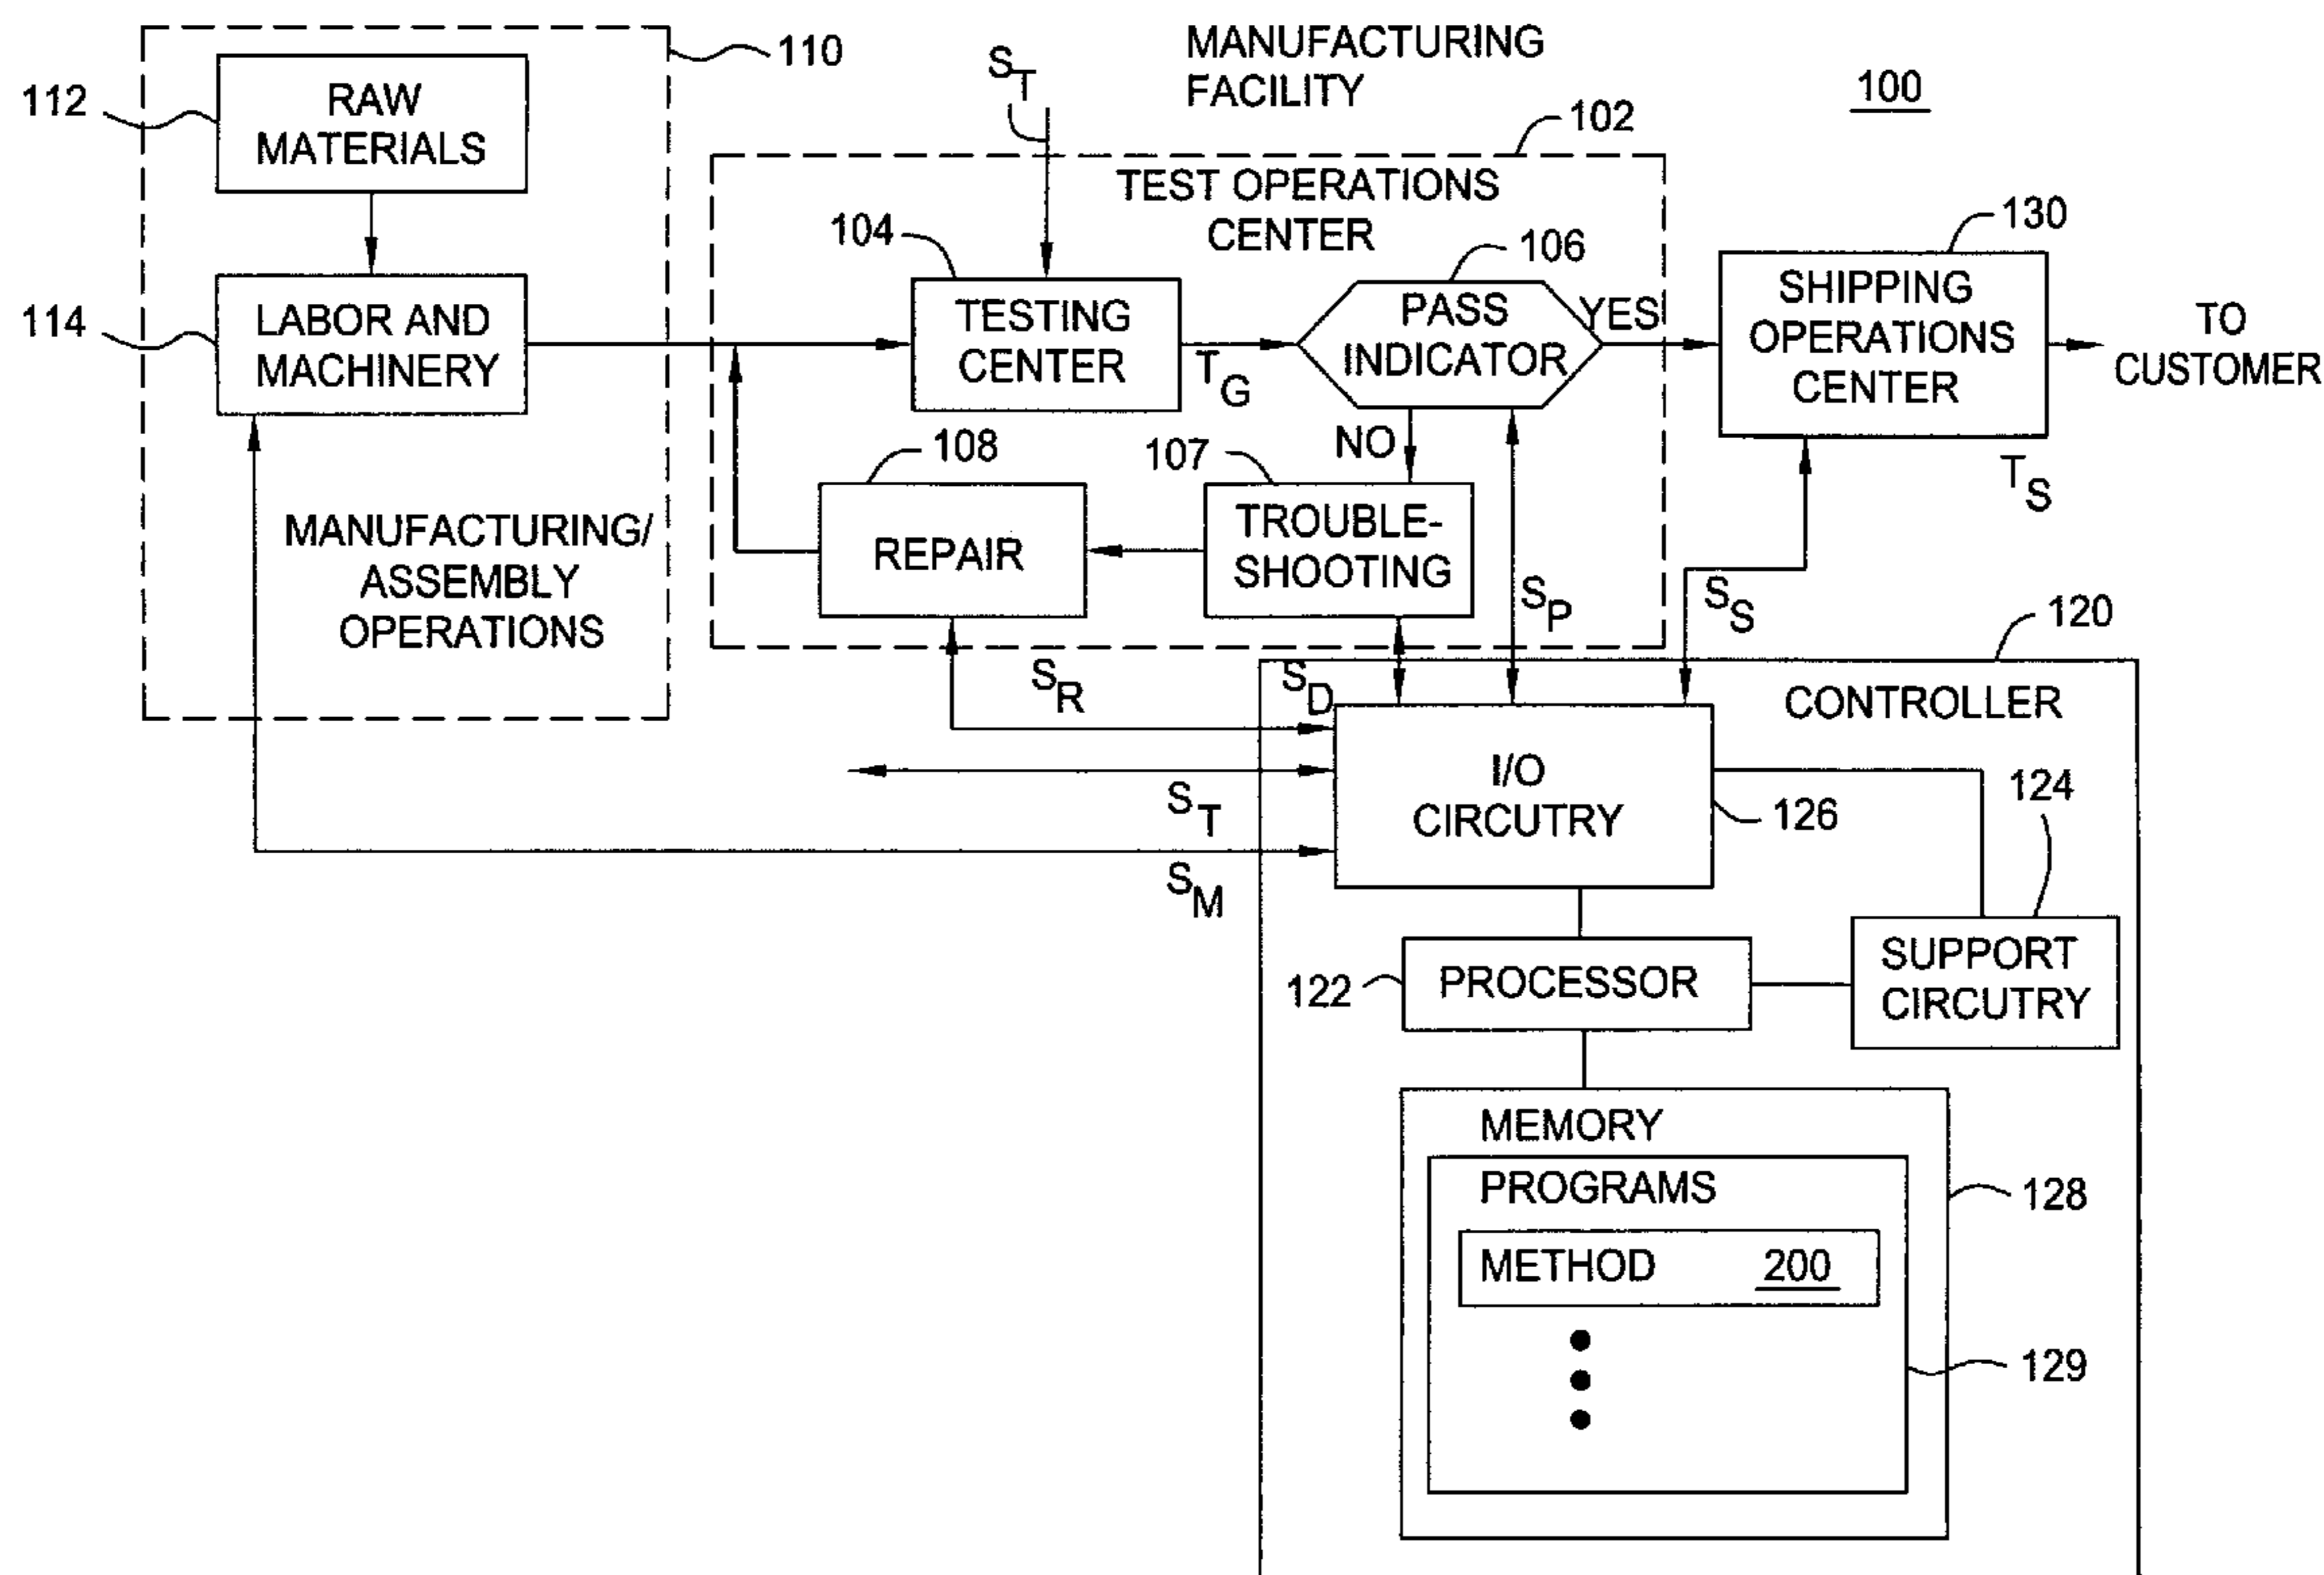 110
S_T
MANUFACTURING
FACILITY
100
112
RAW
MATERIALS
102
TEST OPERATIONS
CENTER
104
106
130
114
LABOR AND
MACHINERY
TESTING
CENTER
T_G
PASS
INDICATOR
YES
SHIPPING
OPERATIONS
CENTER
TO
CUSTOMER
NO
T_S
108
107
MANUFACTURING/
ASSEMBLY
OPERATIONS
REPAIR
TROUBLE-
SHOOTING
S_P
S_S
120
S_R
S_D
CONTROLLER
I/O
CIRCUTRY
124
126
S_T
S_M
122
PROCESSOR
SUPPORT
CIRCUTRY
MEMORY
PROGRAMS
128
METHOD 200
129